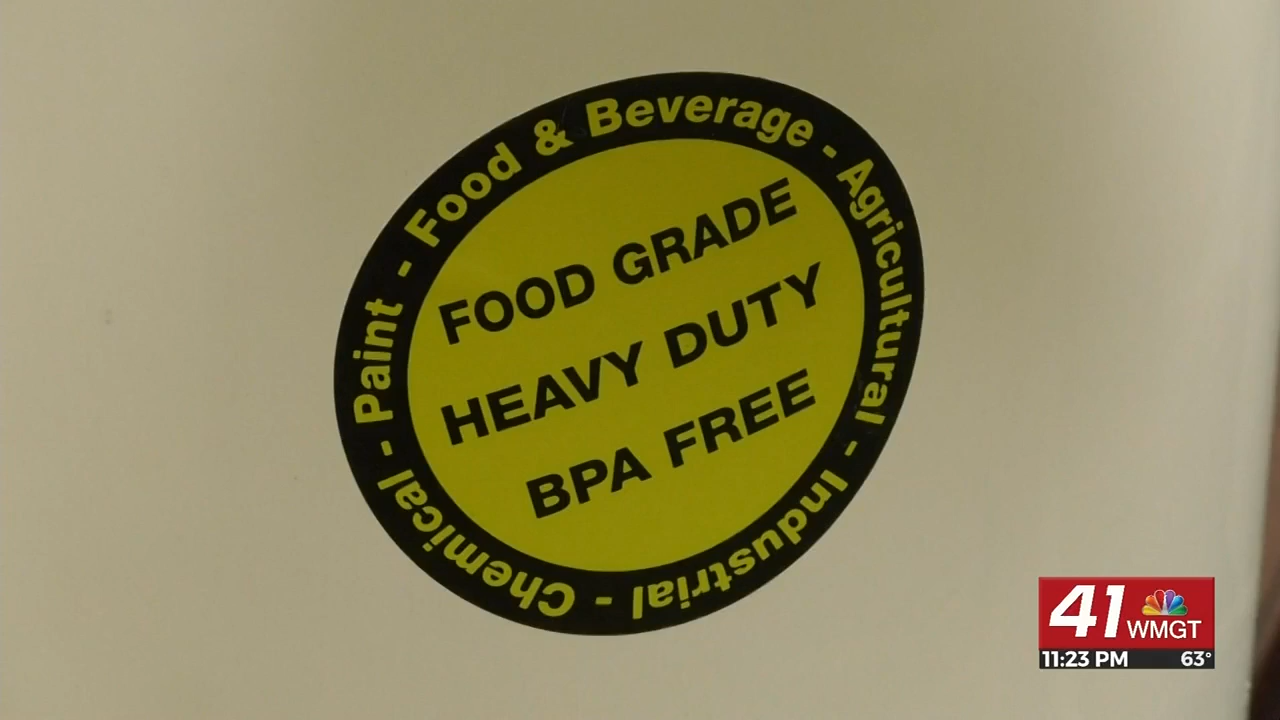 Paint - Food & Beverage - Agricultural - Industrial - Chemical -
FOOD GRADE
HEAVY DUTY
BPA FREE
41
WMGT
11:23 PM 63°